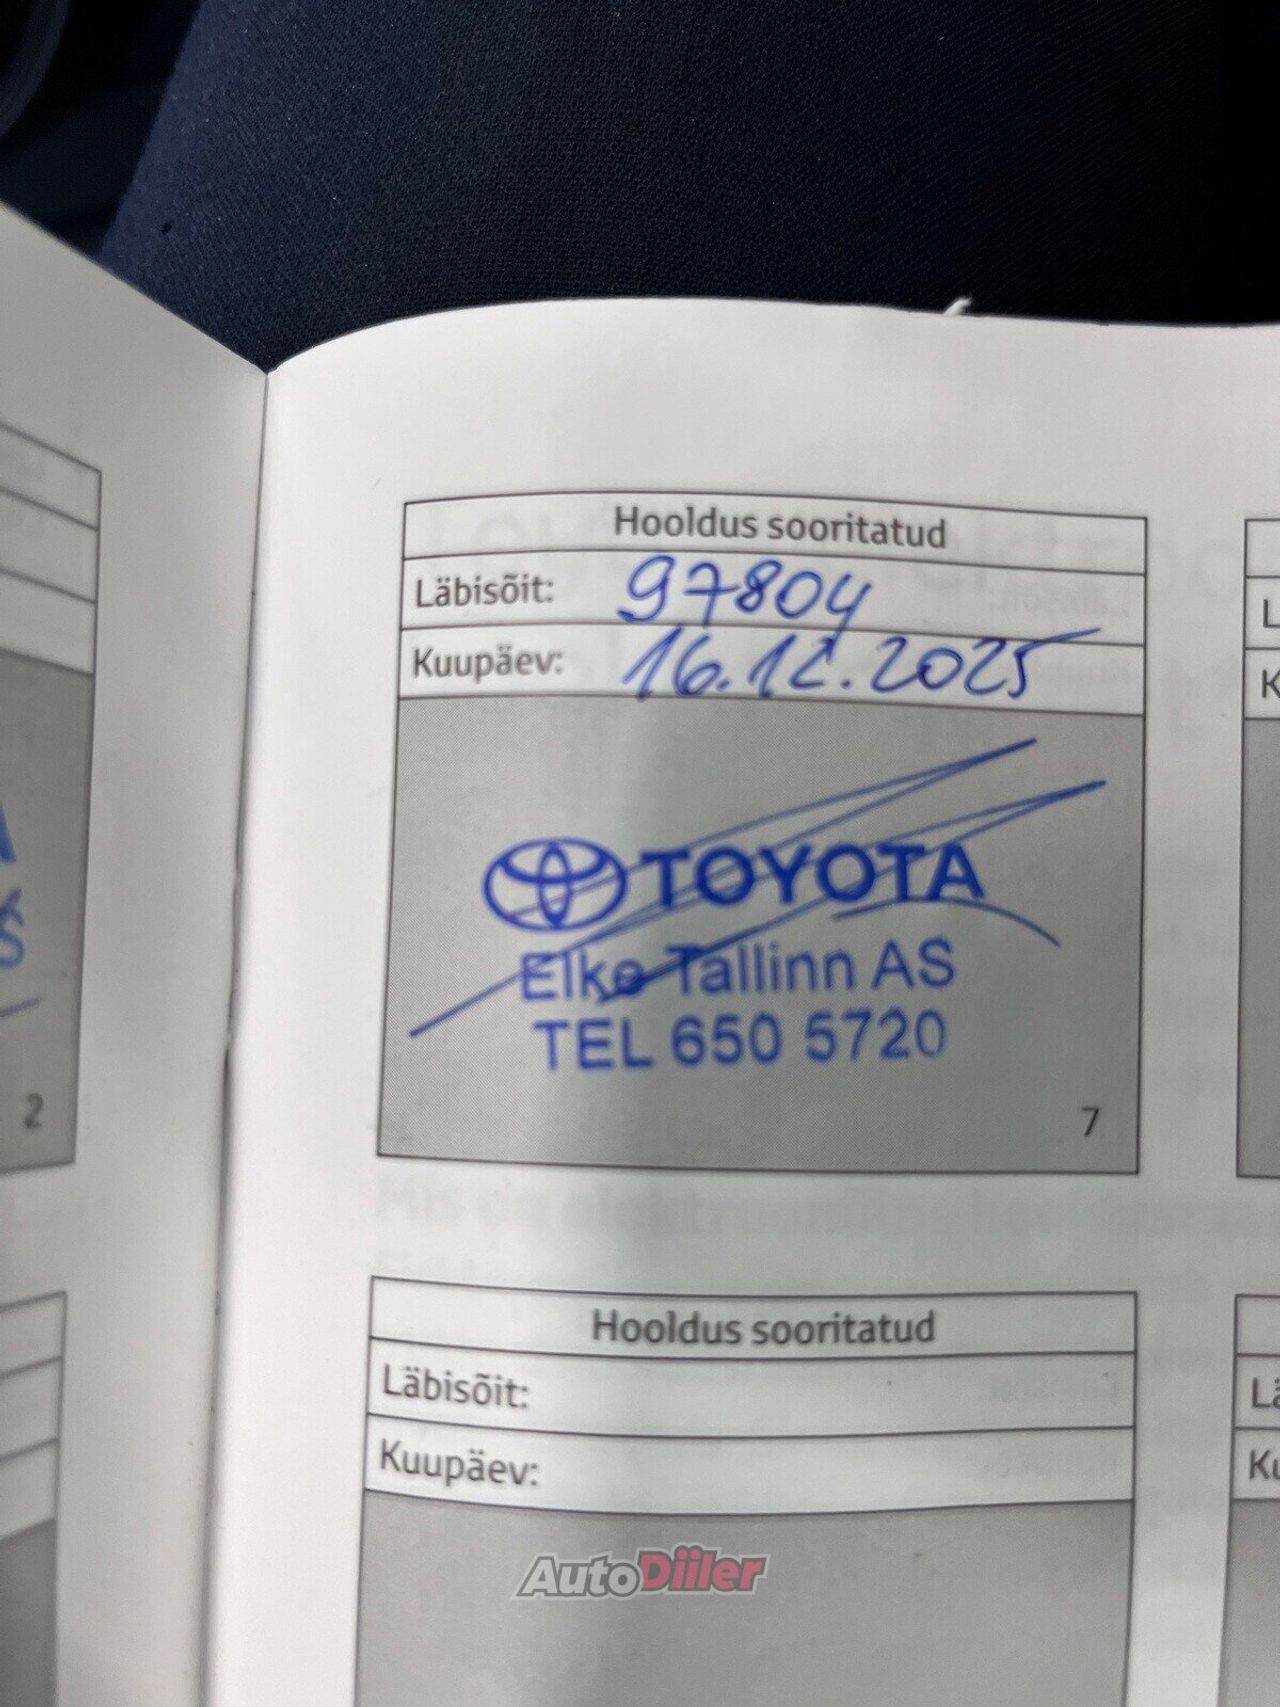 2
Hooldus sooritatud
Läbisõit: 97804
Kuupäev: 16.12.2025
TOYOTA
Elke Tallinn AS
TEL 650 5720
7
Hooldus sooritatud
Läbisõit:
Kuupäev:
AutoDiiler